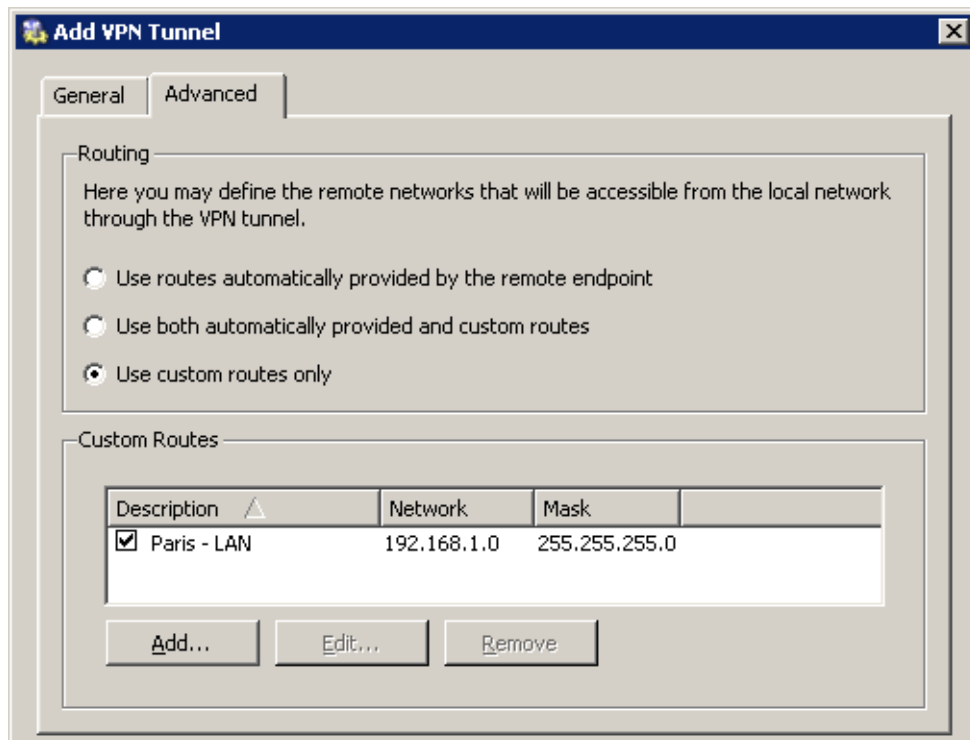 Add VPN Tunnel
General
Advanced
Routing
Here you may define the remote networks that will be accessible from the local network
through the VPN tunnel.
Use routes automatically provided by the remote endpoint
Use both automatically provided and custom routes
Use custom routes only
Custom Routes
Description Network Mask
Paris - LAN 192.168.1.0 255.255.255.0
Add... Edit... Remove